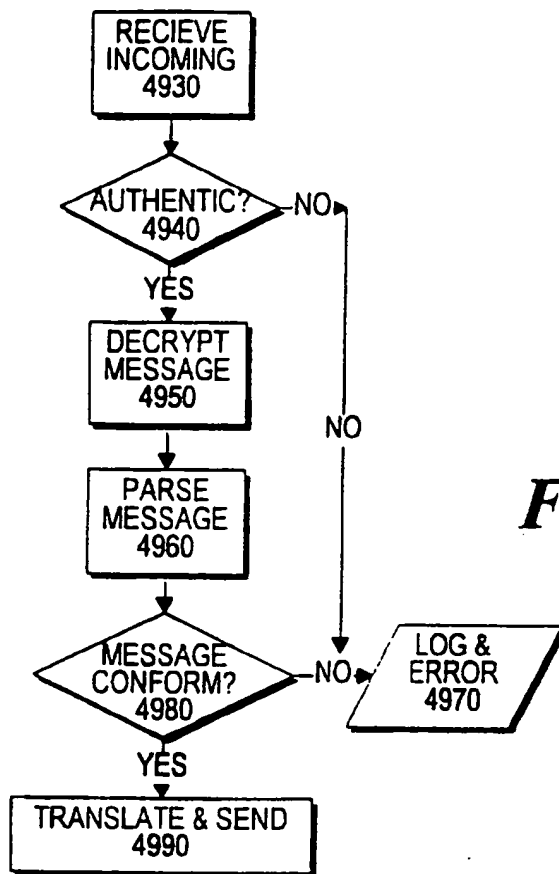 RECIEVE
INCOMING
4930
AUTHENTIC?
4940
NO
YES
DECRYPT
MESSAGE
4950
NO
PARSE
MESSAGE
4960
F
MESSAGE
CONFORM?
4980
NO
LOG &
ERROR
4970
YES
TRANSLATE & SEND
4990